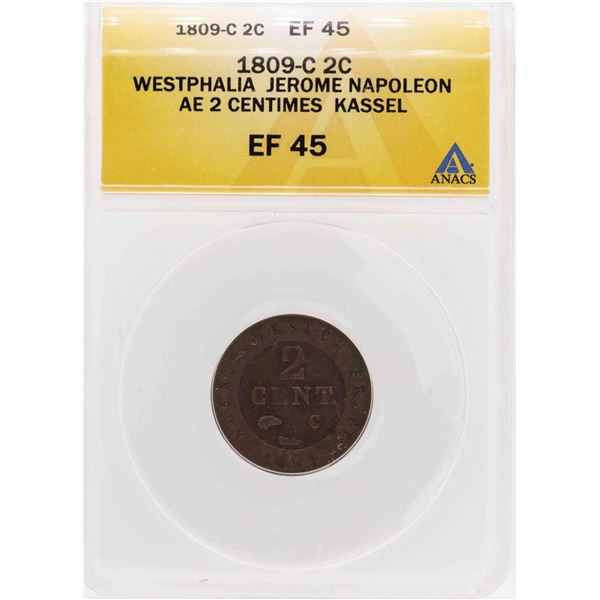 1809-C 2C EF 45
1809-C 2C
WESTPHALIA JEROME NAPOLEON
AE 2 CENTIMES KASSEL
EF 45
ANACS
2
CENT.
C